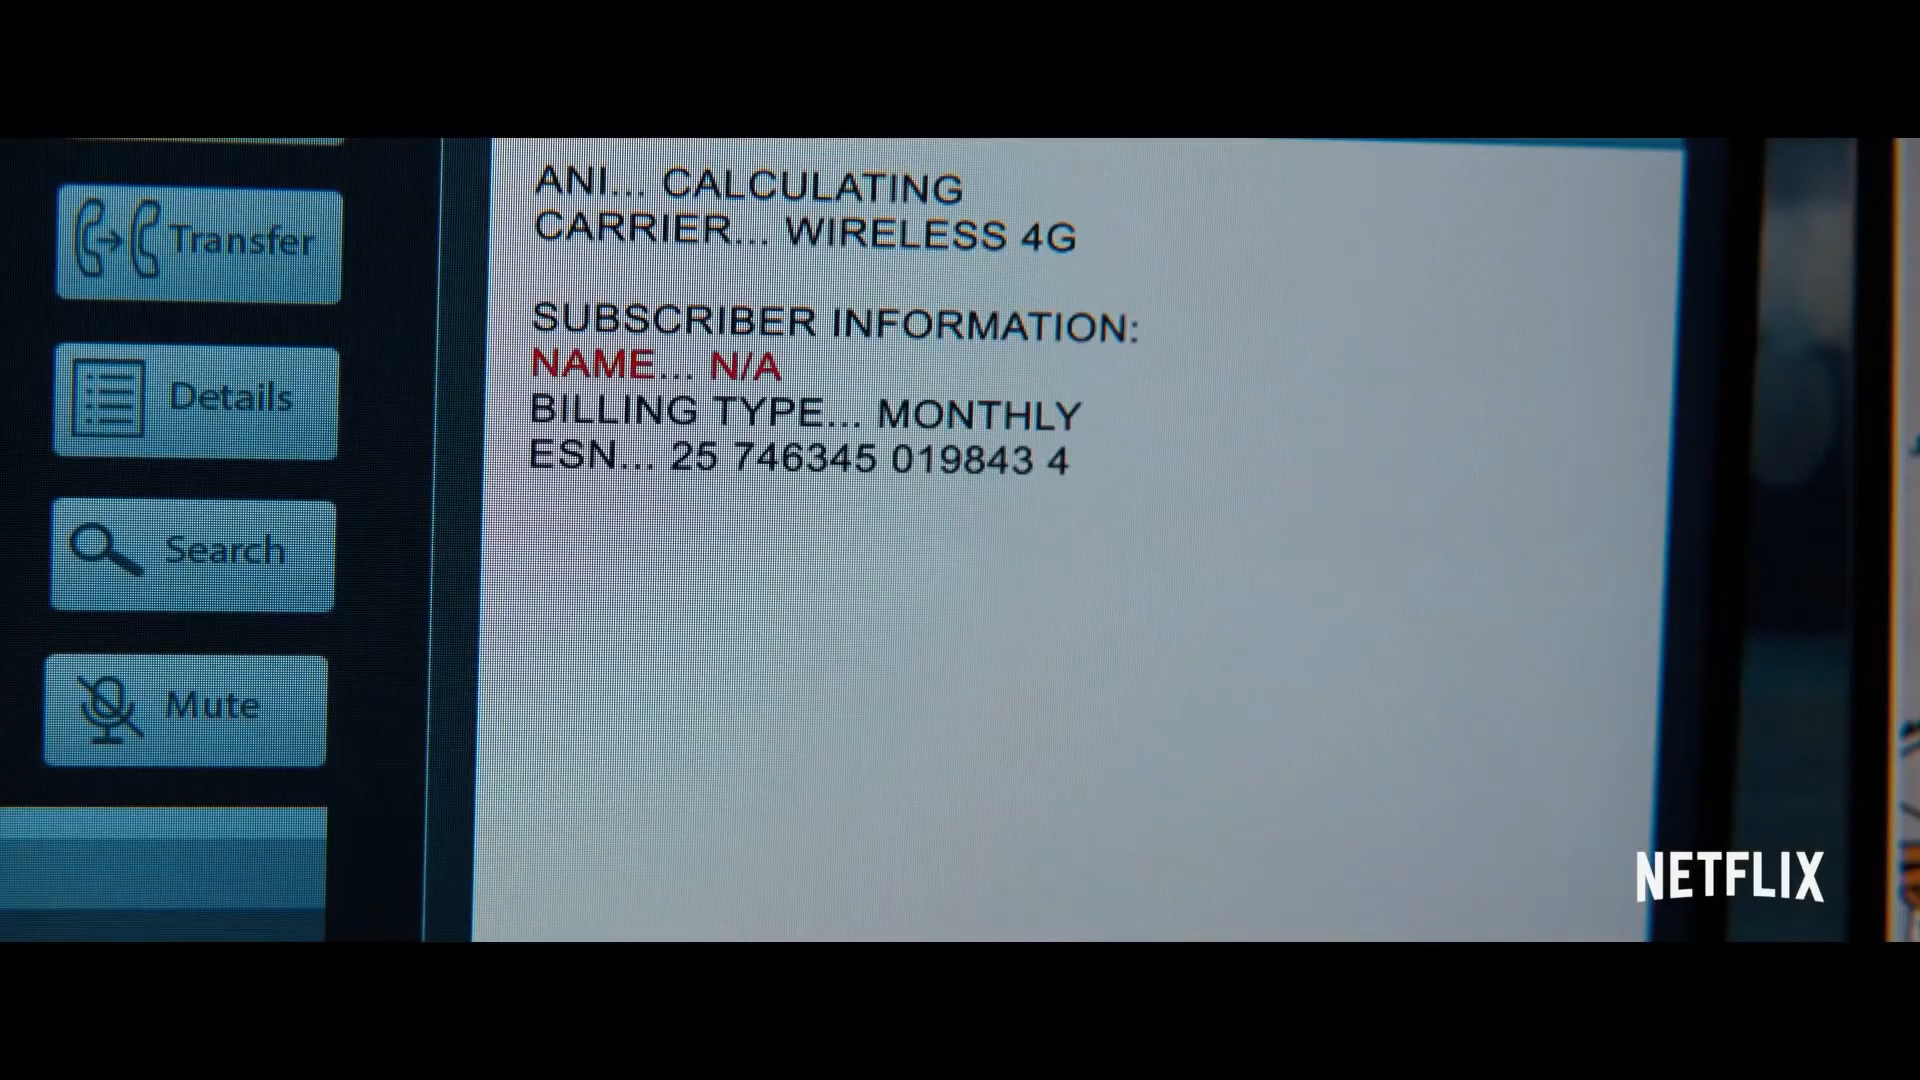 ANI... CALCULATING
CARRIER... WIRELESS 4G
SUBSCRIBER INFORMATION:
NAME... N/A
BILLING TYPE... MONTHLY
ESN... 25 746345 019843 4
Transfer
Details
Search
Mute
NETFLIX